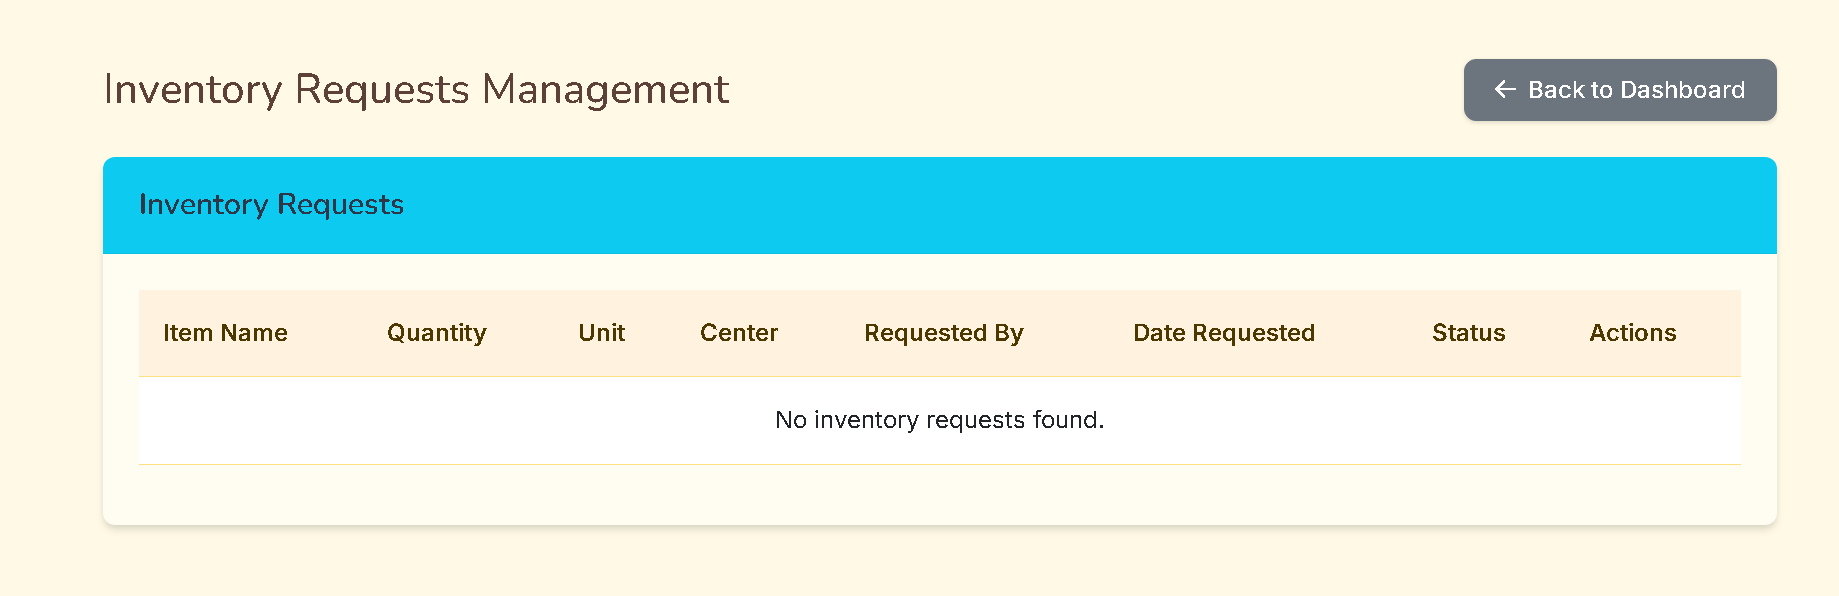 Inventory Requests Management
← Back to Dashboard
Inventory Requests
Item Name Quantity Unit Center Requested By Date Requested Status Actions
No inventory requests found.